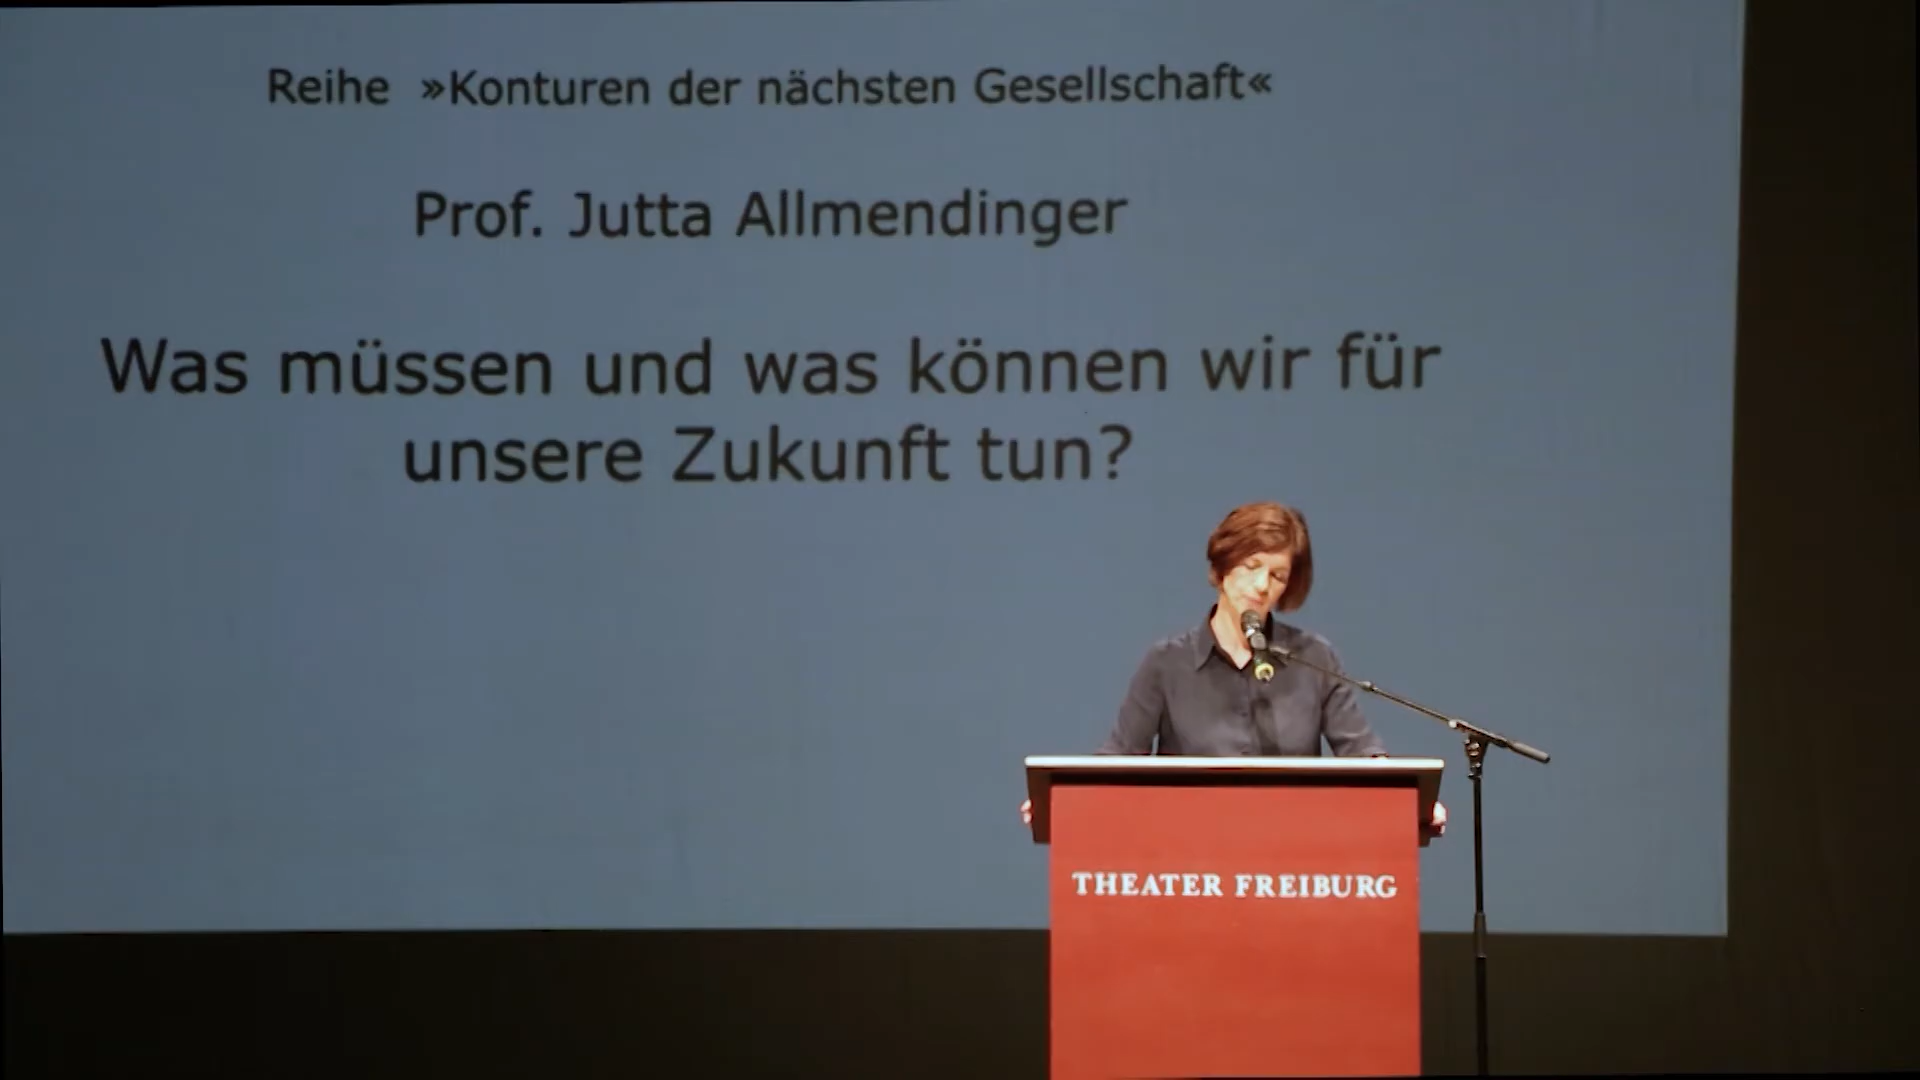 Reihe »Konturen der nächsten Gesellschaft«
Prof. Jutta Allmendinger
Was müssen und was können wir für
unsere Zukunft tun?
THEATER FREIBURG